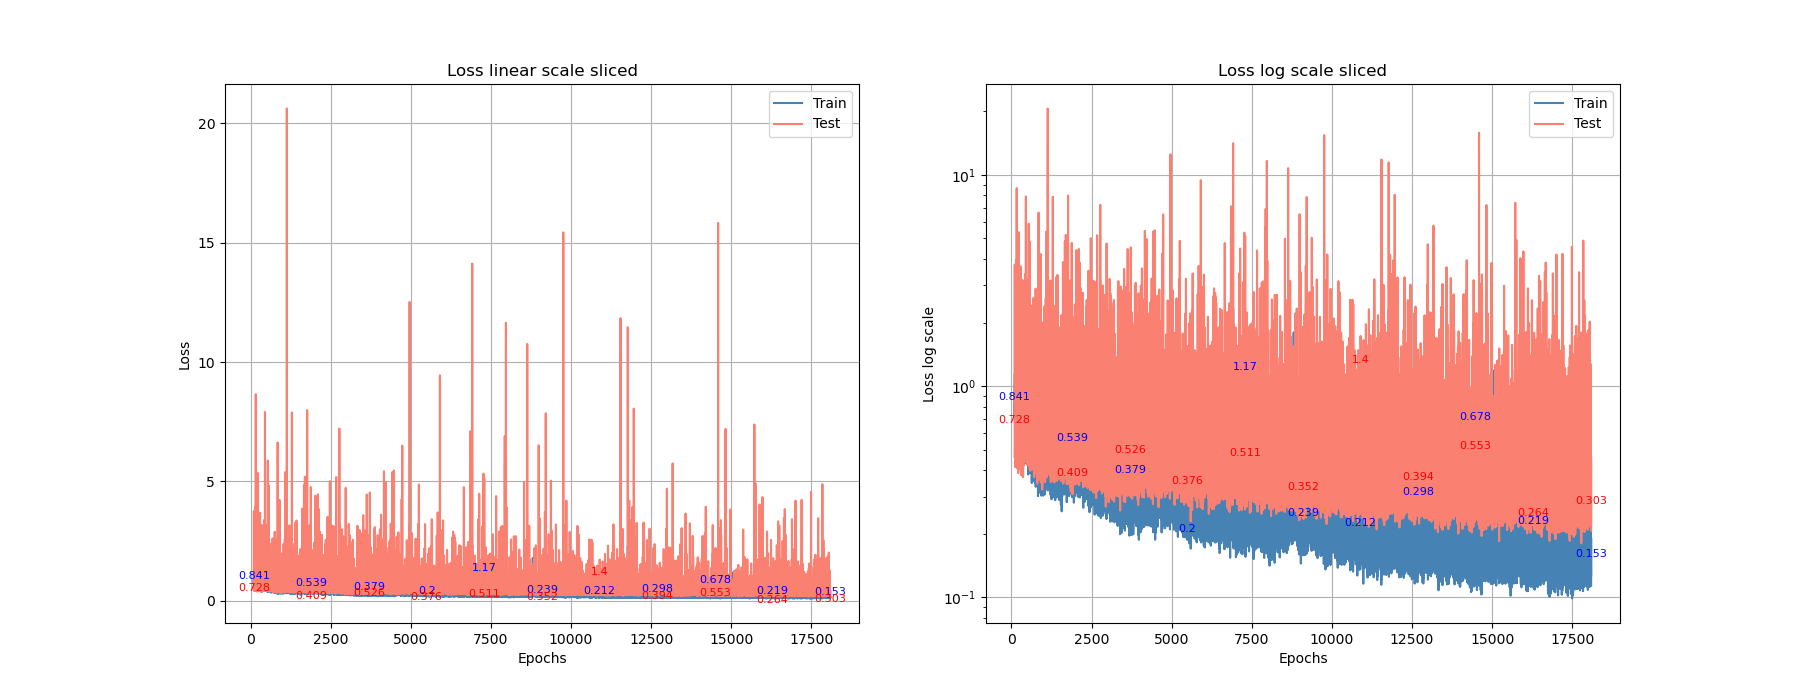 Loss linear scale sliced
Train
Test
20
15
10
5
0
Loss
0.841 0.539 0.379 0.2 1.17 0.239 0.212 0.298 0.678 0.219 0.153
0.728 0.409 0.526 0.376 0.511 0.352 1.4 0.394 0.553 0.264 0.303
0 2500 5000 7500 10000 12500 15000 17500
Epochs
Loss log scale sliced
Train
Test
10¹
10⁰
10⁻¹
Loss log scale
0.841 0.539 0.379 0.2 1.17 0.239 0.212 0.298 0.678 0.219 0.153
0.728 0.409 0.526 0.376 0.511 0.352 1.4 0.394 0.553 0.264 0.303
0 2500 5000 7500 10000 12500 15000 17500
Epochs